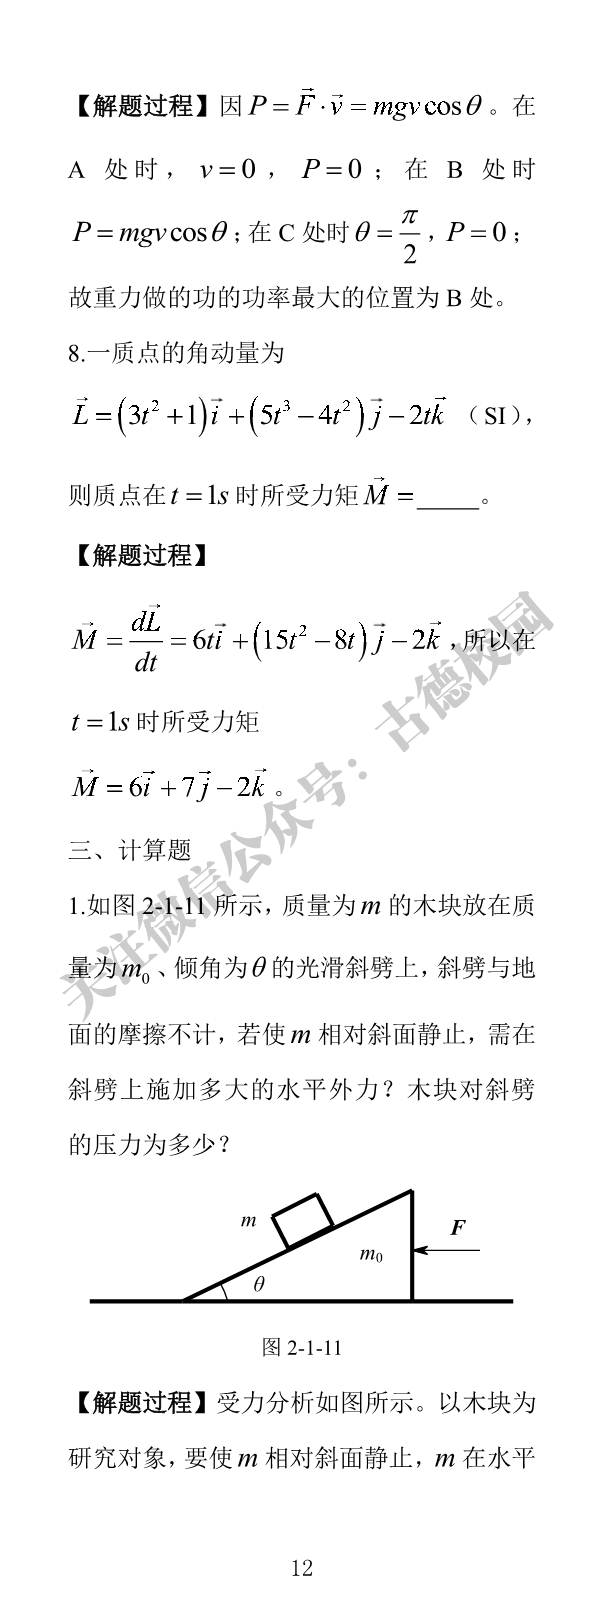 【解题过程】因 $P=\vec{F}\cdot\vec{v}=mgv\cos\theta$ 。在
A 处时， $v=0$ ， $P=0$ ；在 B 处时
$P=mgv\cos\theta$ ；在 C 处时 $\theta=\frac{\pi}{2}$ ，$P=0$ ；
故重力做的功的功率最大的位置为 B 处。
8.一质点的角动量为
$\vec{L}=(3t^2+1)\vec{i}+(5t^3-4t^2)\vec{j}-2t\vec{k}$ （SI），
则质点在 $t=1s$ 时所受力矩 $\vec{M}=$_____。
【解题过程】
$\vec{M}=\frac{d\vec{L}}{dt}=6t\vec{i}+(15t^2-8t)\vec{j}-2\vec{k}$ ，所以在
$t=1s$ 时所受力矩
$\vec{M}=6\vec{i}+7\vec{j}-2\vec{k}$ 。
三、计算题
1.如图 2-1-11 所示，质量为 $m$ 的木块放在质
量为 $m_0$ 、倾角为 $\theta$ 的光滑斜劈上，斜劈与地
面的摩擦不计，若使 $m$ 相对斜面静止，需在
斜劈上施加多大的水平外力？木块对斜劈
的压力为多少？
m
F
m₀
θ
图 2-1-11
【解题过程】受力分析如图所示。以木块为
研究对象，要使 $m$ 相对斜面静止，$m$ 在水平
12
关注微信公众号：古德校园